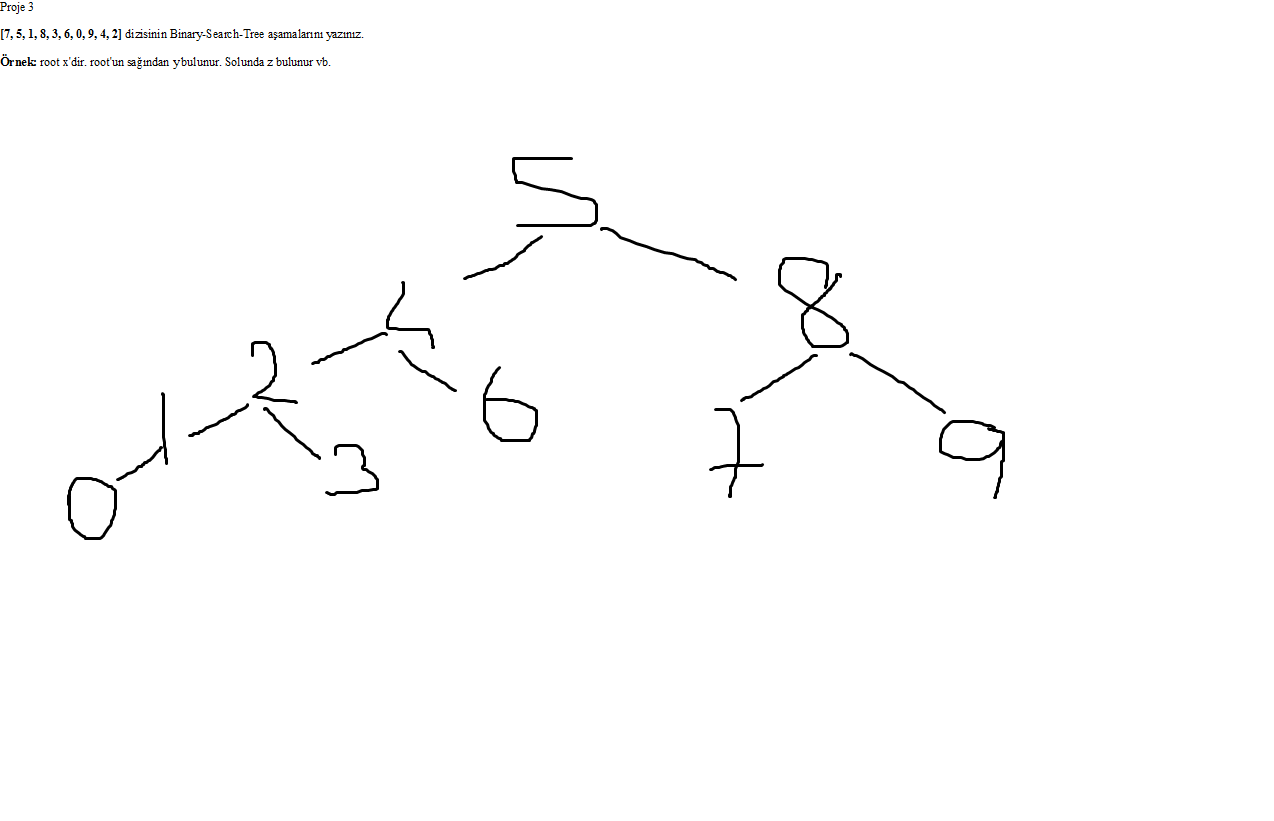 Proje 3
[7, 5, 1, 8, 3, 6, 0, 9, 4, 2] dizisinin Binary-Search-Tree aşamalarını yazınız.
Örnek: root x'dir. root'un sağından y bulunur. Solunda z bulunur vb.
5
4 8
2 6 7 9
1 3
0